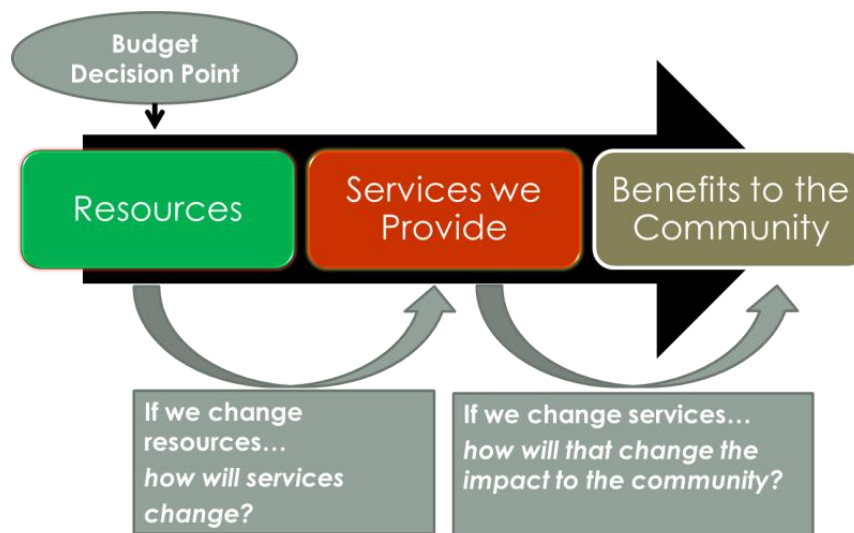 Budget
Decision Point
Resources
Services we
Provide
Benefits to the
Community
If we change
resources…
how will services
change?
If we change services…
how will that change the
impact to the community?